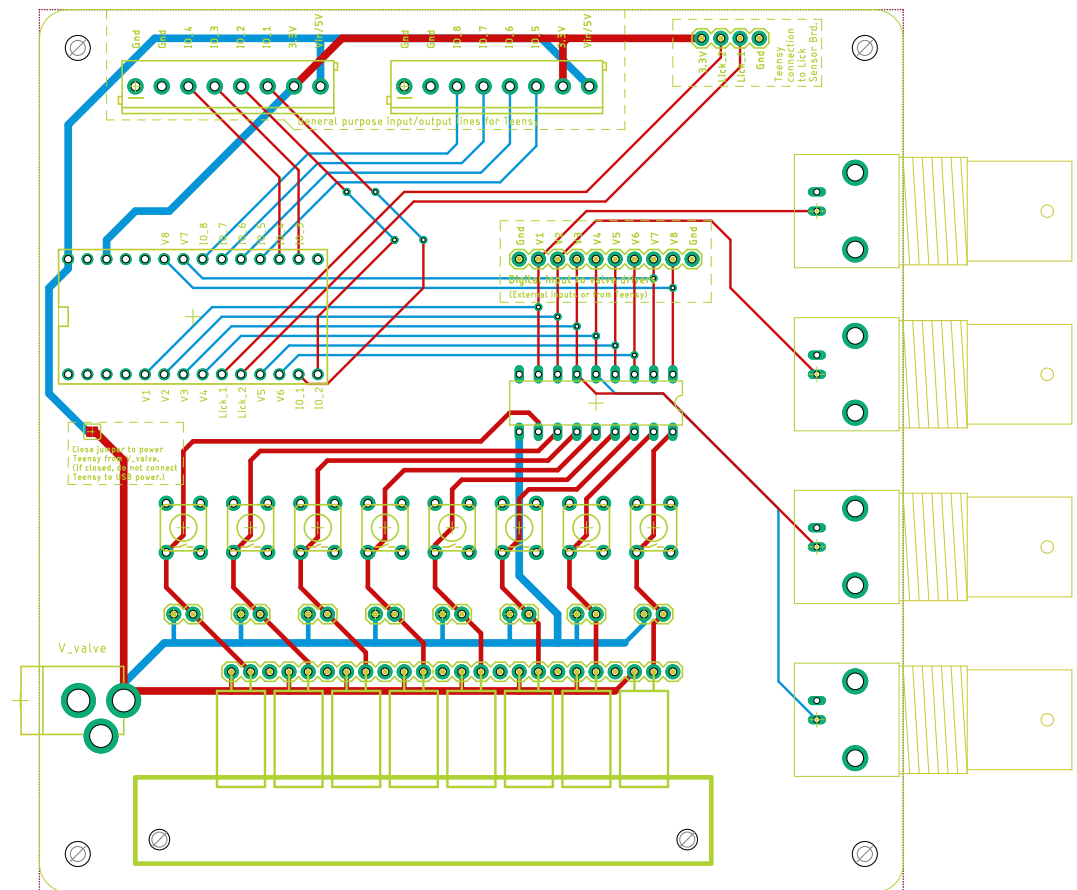 Gnd Gnd IO_4 IO_3 IO_2 IO_1 3.3V Vin/5V
Gnd Gnd IO_8 IO_7 IO_6 IO_5 3.3V Vin/5V
3.3V Lick_2 Lick_1 Gnd
Teensy
connection
to Lick
Sensor Brd.
General purpose input/output lines for Teensy
V8 V7 IO_8 IO_7 IO_6 IO_5
Gnd V1 V2 V3 V4 V5 V6 V7 V8 Gnd
Digital input to valve drivers
(External inputs or from Teensy)
V1 V2 V3 V4 Lick_1 Lick_2 V5 V6 IO_1 IO_2
Close jumper to power
Teensy from V_valve.
(If closed, do not connect
Teensy to USB power.)
V_valve